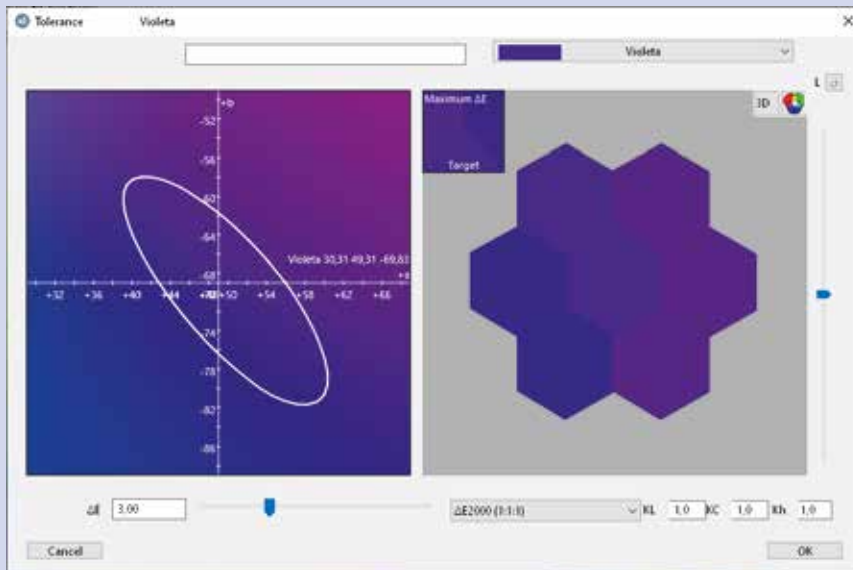 Tolerance Violeta
Violeta
L
Maximum ΔE
Target
3D
+b
-52
-56
-60
-64
Violeta 30,31 49,31 -69,83
-68
+a
+32 +36 +40 +44 +50 +54 +58 +62 +66
-74
-78
-82
-86
ΔE 3.00
ΔE2000 (1:1:1) KL 1,0 KC 1,0 Kh 1,0
Cancel OK